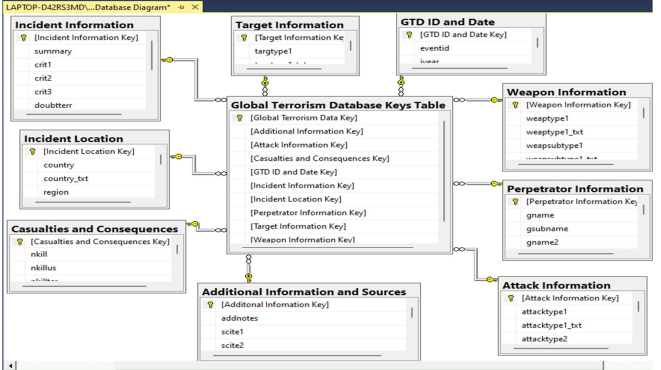 LAPTOP-D42RS3MD\....Database Diagram*
Incident Information
[Incident Information Key]
summary
crit1
crit2
crit3
doubtterr
Target Information
[Target Information Key]
targtype1
GTD ID and Date
[GTD ID and Date Key]
eventid
iyear
Weapon Information
[Weapon Information Key]
weaptype1
weaptype1_txt
weapsubtype1
weapsubtype1_txt
Global Terrorism Database Keys Table
[Global Terrorism Data Key]
[Additional Information Key]
[Attack Information Key]
[Casualties and Consequences Key]
[GTD ID and Date Key]
[Incident Information Key]
[Incident Location Key]
[Perpetrator Information Key]
[Target Information Key]
[Weapon Information Key]
Incident Location
[Incident Location Key]
country
country_txt
region
Perpetrator Information
[Perpetrator Information Key
gname
gsubname
gname2
Casualties and Consequences
[Casualties and Consequences Key]
nkill
nkillus
nkillter
Additional Information and Sources
[Additonal Information Key]
addnotes
scite1
scite2
Attack Information
[Attack Information Key]
attacktype1
attacktype1_txt
attacktype2